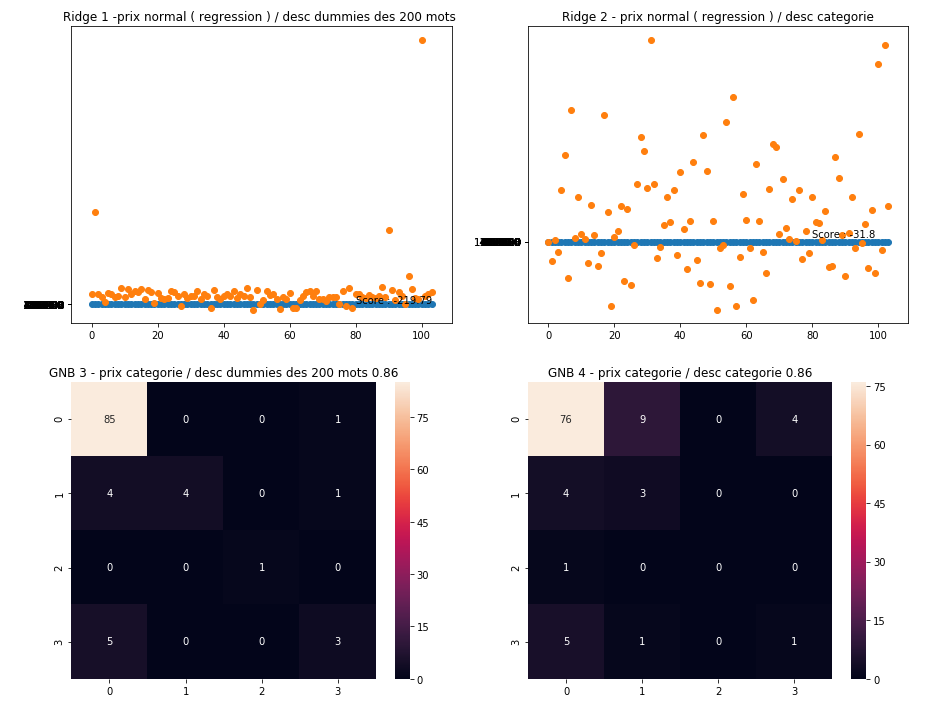 Ridge 1 -prix normal ( regression ) / desc dummies des 200 mots
Ridge 2 - prix normal ( regression ) / desc categorie
Score : -219.79
Score : -31.8
0 20 40 60 80 100
0 20 40 60 80 100
GNB 3 - prix categorie / desc dummies des 200 mots 0.86
0 85 0 0 1
1 4 4 0 1
2 0 0 1 0
3 5 0 0 3
0 1 2 3
75
60
45
30
15
0
GNB 4 - prix categorie / desc categorie 0.86
0 76 9 0 4
1 4 3 0 0
2 1 0 0 0
3 5 1 0 1
0 1 2 3
75
60
45
30
15
0